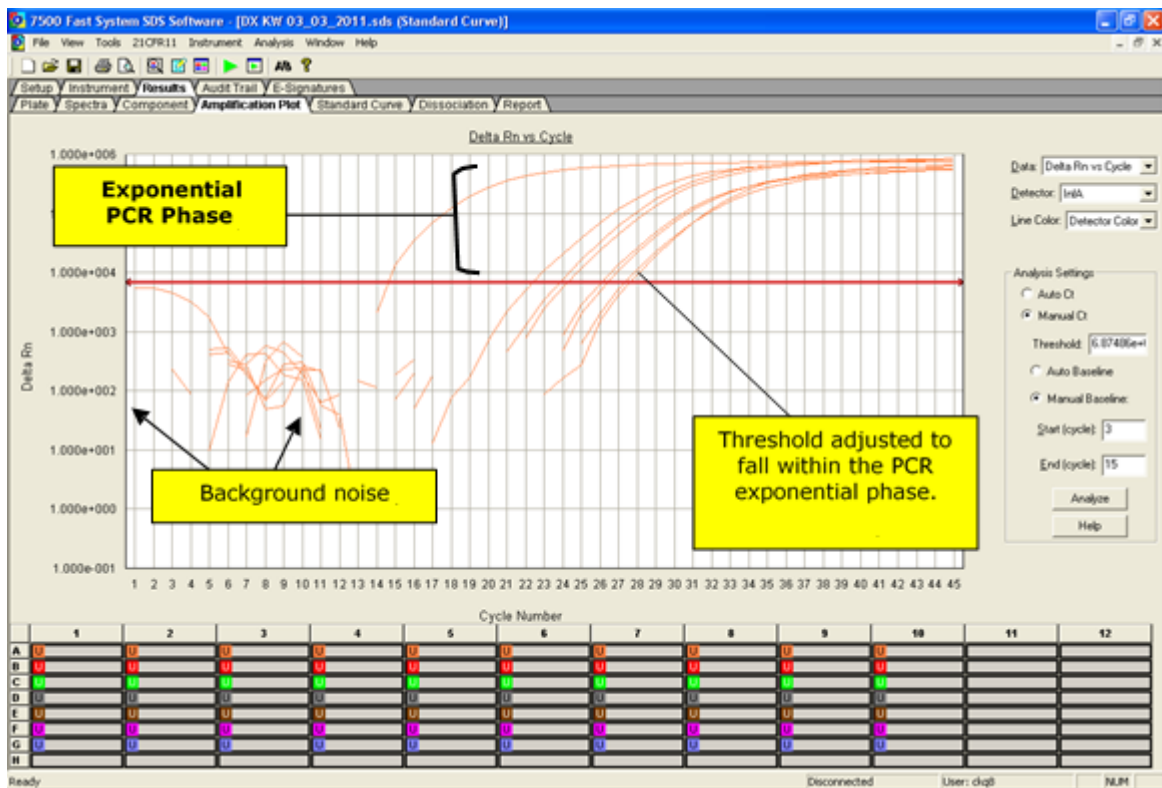 7500 Fast System SDS Software - [DX KW 03_03_2011.sds (Standard Curve)]
File View Tools 21CFR11 Instrument Analysis Window Help
Setup Instrument Results Audit Trail E-Signatures
Plate Spectra Component Amplification Plot Standard Curve Dissociation Report
Delta Rn vs Cycle
1.000e+006
1.000e+004
1.000e+003
1.000e+002
1.000e+001
1.000e+000
1.000e-001
Delta Rn
Exponential
PCR Phase
Background noise
Threshold adjusted to
fall within the PCR
exponential phase.
1 2 3 4 5 6 7 8 9 10 11 12 13 14 15 16 17 18 19 20 21 22 23 24 25 26 27 28 29 30 31 32 33 34 35 36 37 38 39 40 41 42 43 44 45
Cycle Number
Data: Delta Rn vs Cycle
Detector:
Line Color: Detector Color
Analysis Settings
Auto Ct
Manual Ct
Threshold: 6.87486e+
Auto Baseline
Manual Baseline:
Start (cycle): 3
End (cycle): 15
Analyze
Help
1 2 3 4 5 6 7 8 9 10 11 12
A U U U U U U U U U U
B U U U U U U U U U U
C U U U U U U U U U U
D U U U U U U U U U U
E U U U U U U U U U U
F U U U U U U U U U U
G U U U U U U U U U U
H
Ready Disconnected User: ckq8 NUM